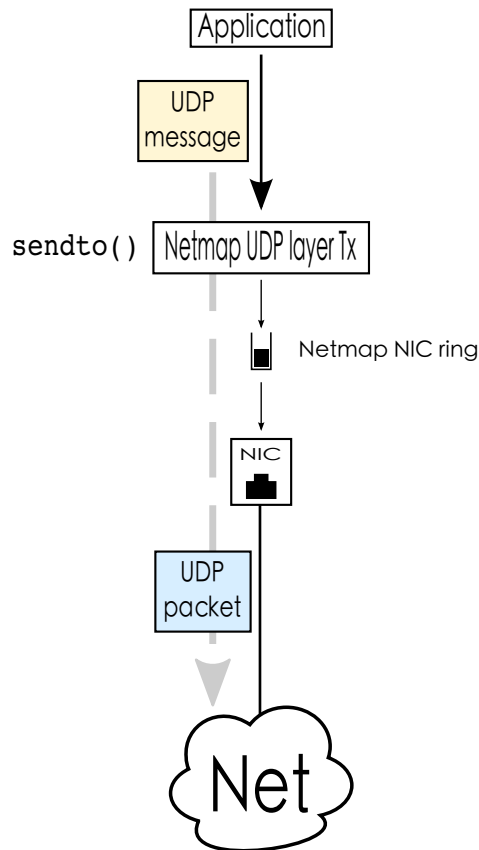 Application
UDP
message
sendto()
Netmap UDP layer Tx
Netmap NIC ring
NIC
UDP
packet
Net